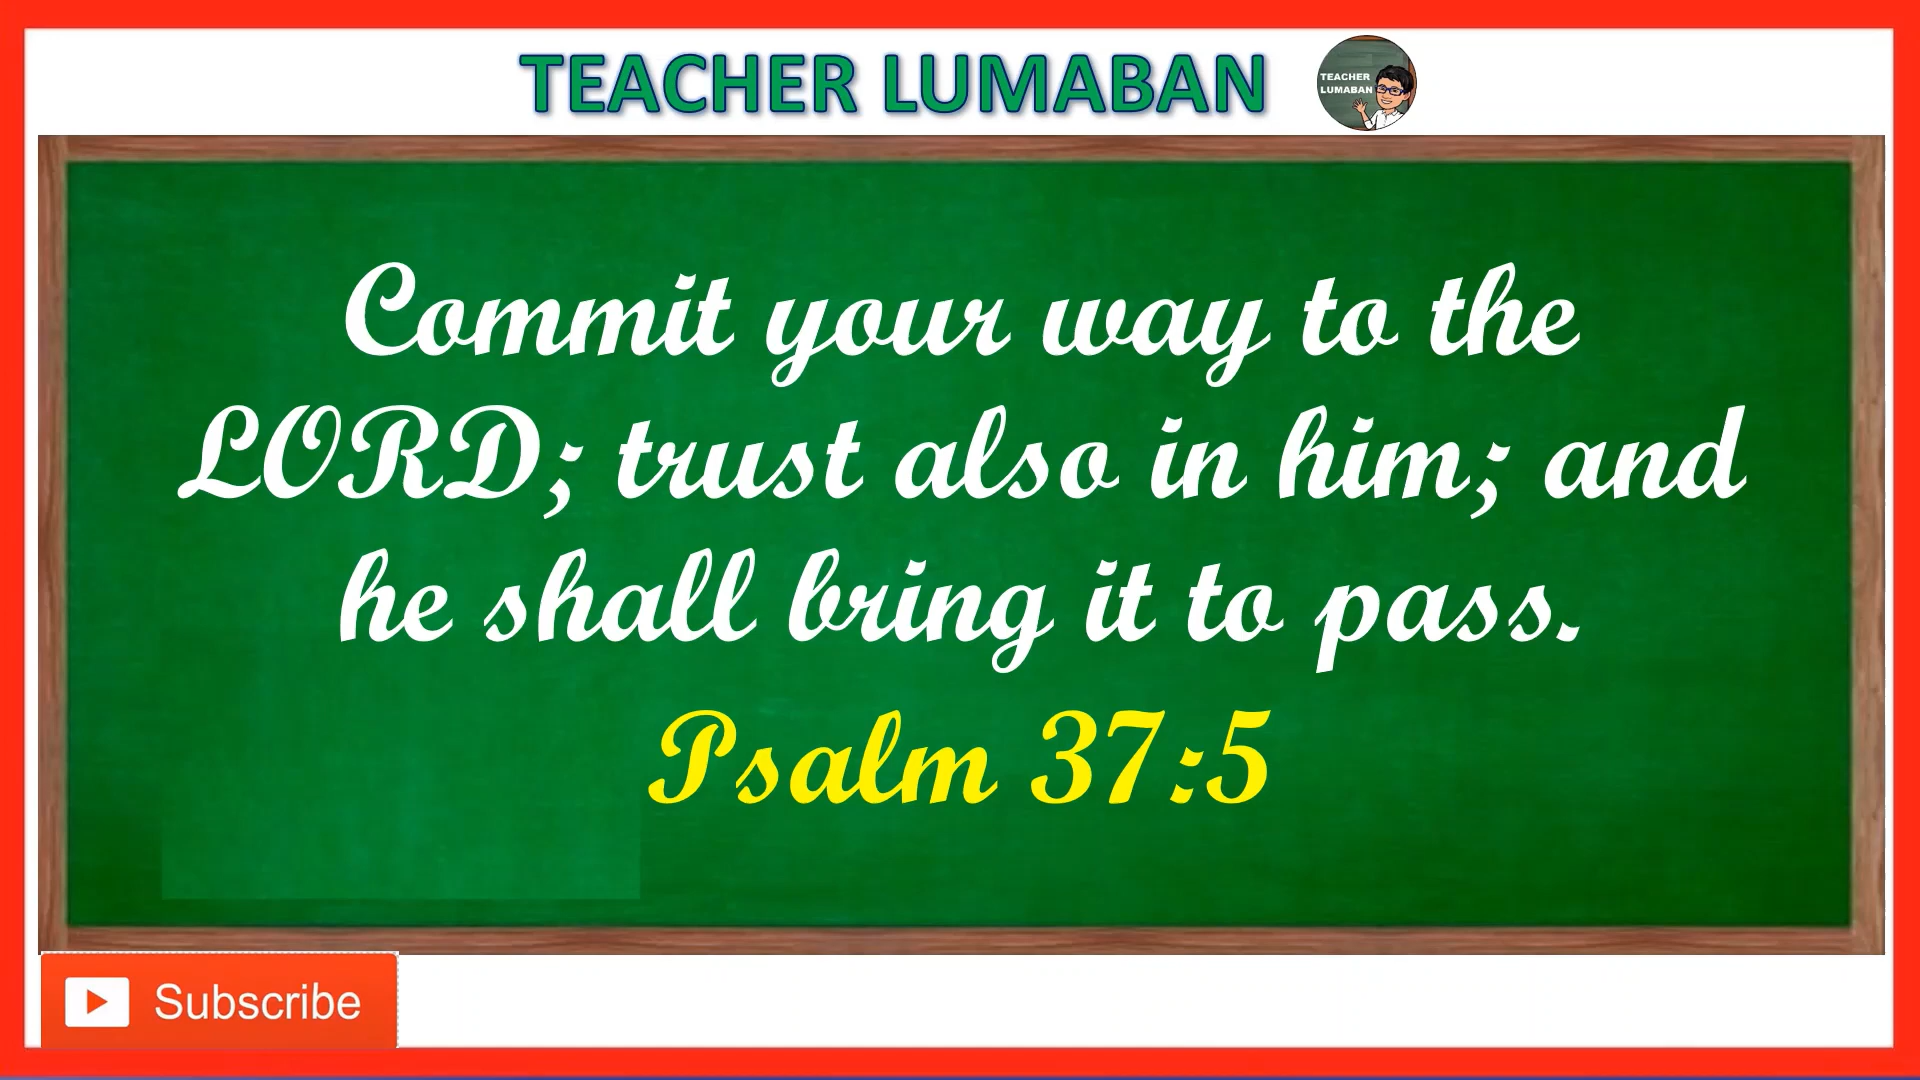 TEACHER LUMABAN
TEACHER
LUMABAN
Commit your way to the
LORD; trust also in him; and
he shall bring it to pass.
Psalm 37:5
Subscribe